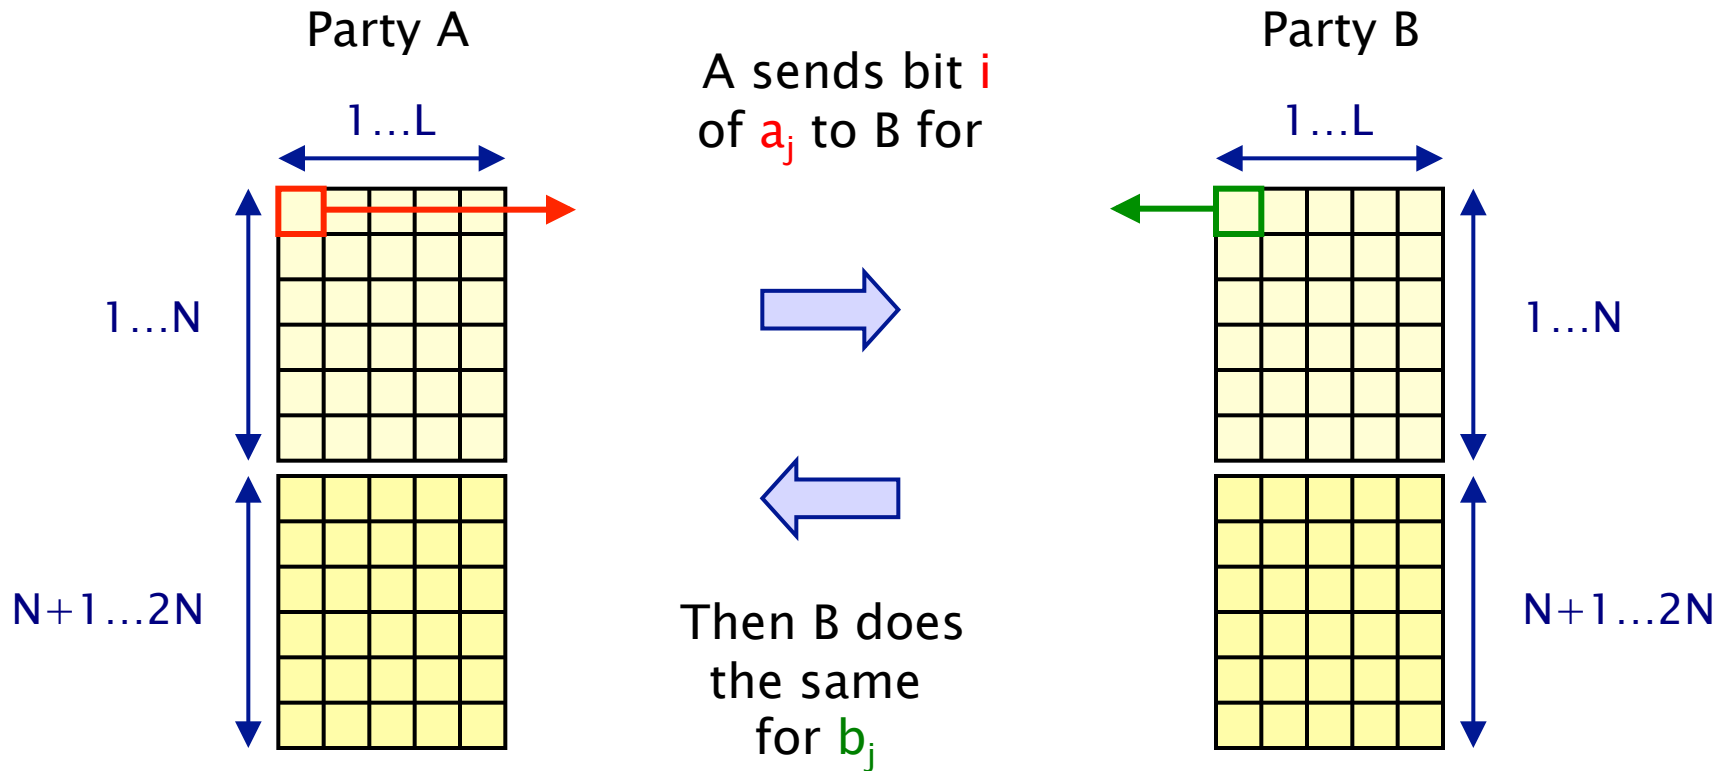 Party A
Party B
A sends bit i
of aj to B for
1...L
1...L
1...N
1...N
N+1...2N
N+1...2N
Then B does
the same
for bj